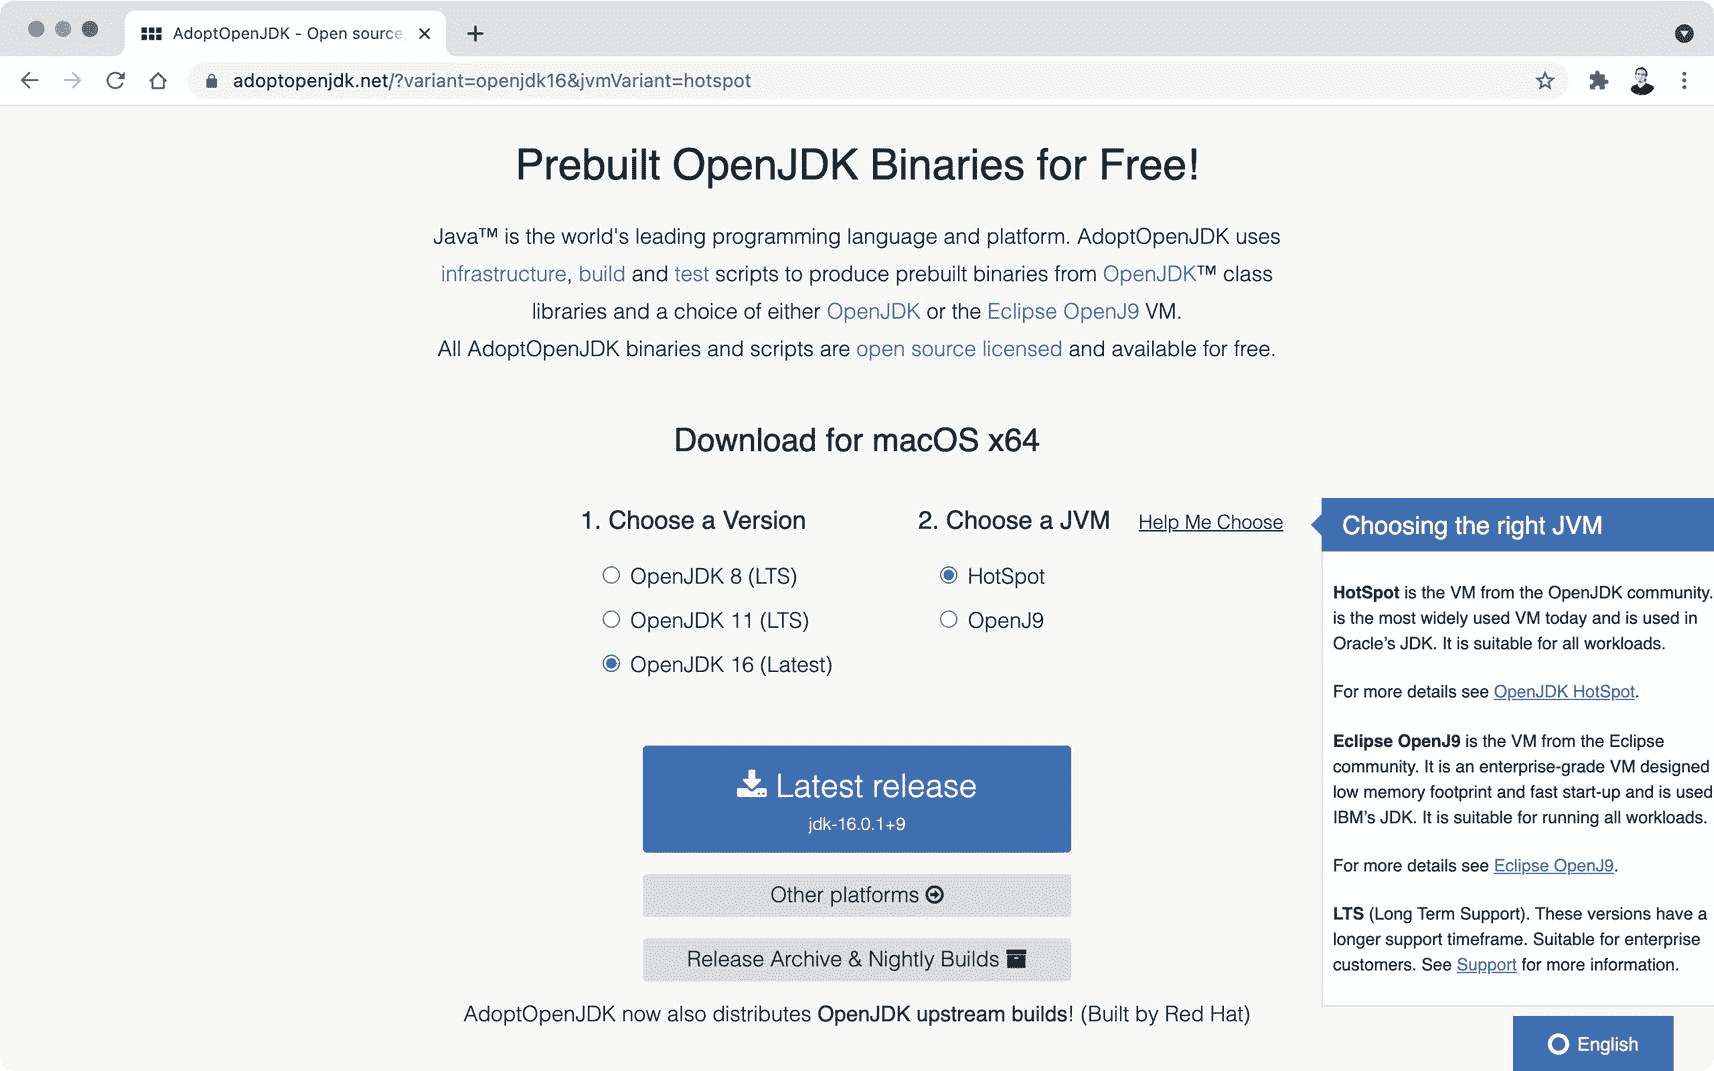 AdoptOpenJDK - Open source,
adoptopenjdk.net/?variant=openjdk16&jvmVariant=hotspot
Prebuilt OpenJDK Binaries for Free!
Java™ is the world's leading programming language and platform. AdoptOpenJDK uses
infrastructure, build and test scripts to produce prebuilt binaries from OpenJDK™ class
libraries and a choice of either OpenJDK or the Eclipse OpenJ9 VM.
All AdoptOpenJDK binaries and scripts are open source licensed and available for free.
Download for macOS x64
1. Choose a Version
OpenJDK 8 (LTS)
OpenJDK 11 (LTS)
OpenJDK 16 (Latest)
2. Choose a JVM
Help Me Choose
HotSpot
OpenJ9
Choosing the right JVM
HotSpot is the VM from the OpenJDK community.
is the most widely used VM today and is used in
Oracle’s JDK. It is suitable for all workloads.
For more details see OpenJDK HotSpot.
Eclipse OpenJ9 is the VM from the Eclipse
community. It is an enterprise-grade VM designed
low memory footprint and fast start-up and is used
IBM’s JDK. It is suitable for running all workloads.
For more details see Eclipse OpenJ9.
LTS (Long Term Support). These versions have a
longer support timeframe. Suitable for enterprise
customers. See Support for more information.
Latest release
jdk-16.0.1+9
Other platforms
Release Archive & Nightly Builds
AdoptOpenJDK now also distributes OpenJDK upstream builds! (Built by Red Hat)
English